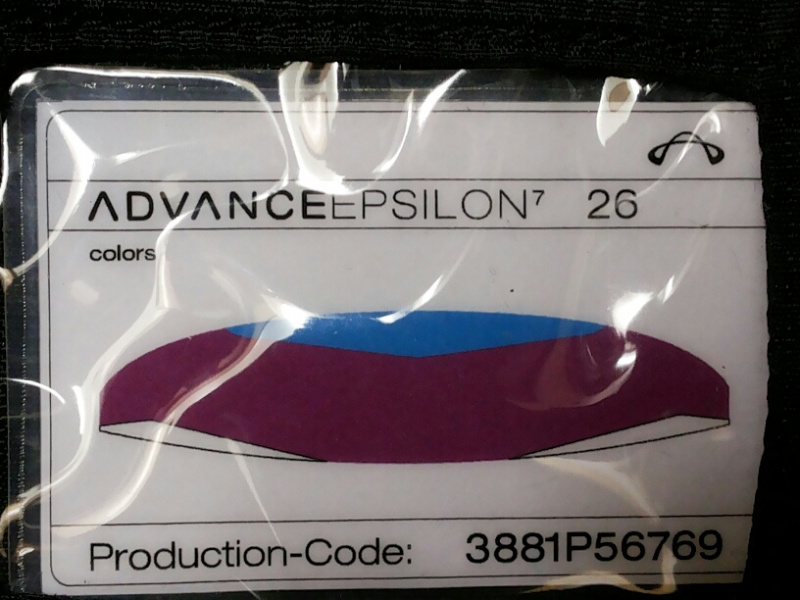 ADVANCEEPSILON⁷ 26
colors
Production-Code: 3881P56769